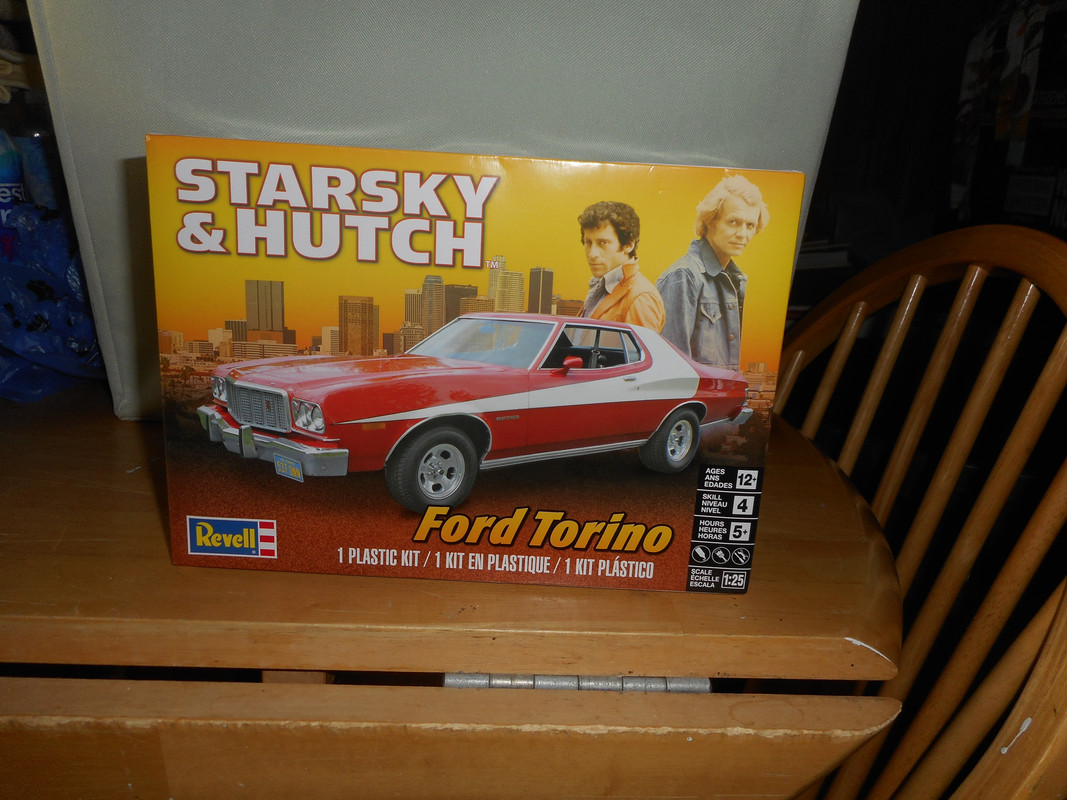 STARSKY
& HUTCH
TM
Ford Torino
Revell
1 PLASTIC KIT / 1 KIT EN PLASTIQUE / 1 KIT PLÁSTICO
AGES
ANS
EDADES
12+
SKILL
NIVEAU
NIVEL
4
HOURS
HEURES
HORAS
5+
SCALE
ÉCHELLE
ESCALA
1:25